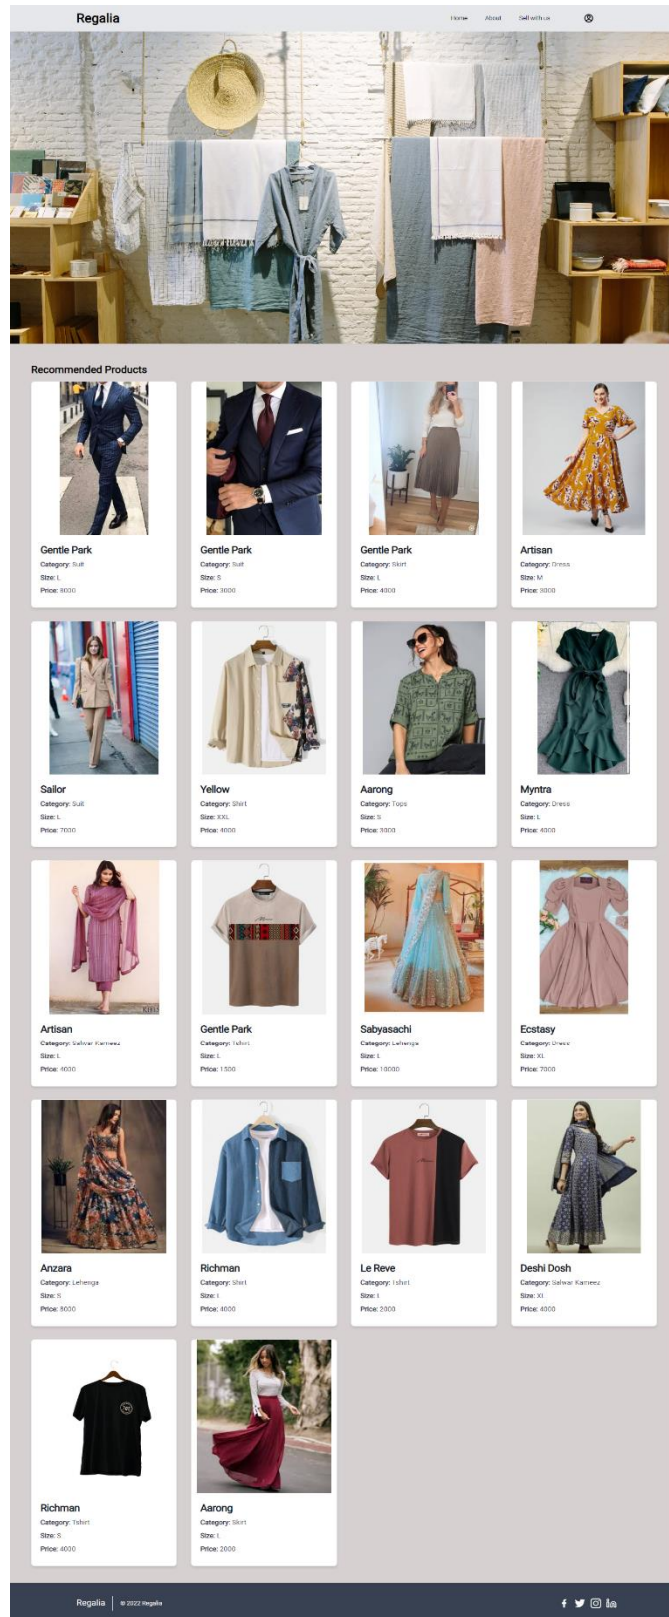 Regalia
Home About Sell with us
Recommended Products
Gentle Park
Category: Suit
Size: L
Price: 8000
Gentle Park
Category: Suit
Size: S
Price: 3000
Gentle Park
Category: Skirt
Size: L
Price: 4000
Artisan
Category: Dress
Size: M
Price: 3000
Sailor
Category: Suit
Size: L
Price: 7000
Yellow
Category: Shirt
Size: XXL
Price: 4000
Aarong
Category: Tops
Size: S
Price: 3000
Myntra
Category: Dress
Size: L
Price: 4000
Artisan
Category: Salwar Kameez
Size: L
Price: 4000
Gentle Park
Category: Tshirt
Size: L
Price: 1500
Sabyasachi
Category: Lehenga
Size: L
Price: 10000
Ecstasy
Category: Dress
Size: XL
Price: 7000
Anzara
Category: Lehenga
Size: S
Price: 8000
Richman
Category: Shirt
Size: L
Price: 4000
Le Reve
Category: Tshirt
Size: L
Price: 2000
Deshi Dosh
Category: Salwar Kameez
Size: XL
Price: 4000
Richman
Category: Tshirt
Size: S
Price: 4000
Aarong
Category: Skirt
Size: L
Price: 2000
Regalia © 2022 Regalia